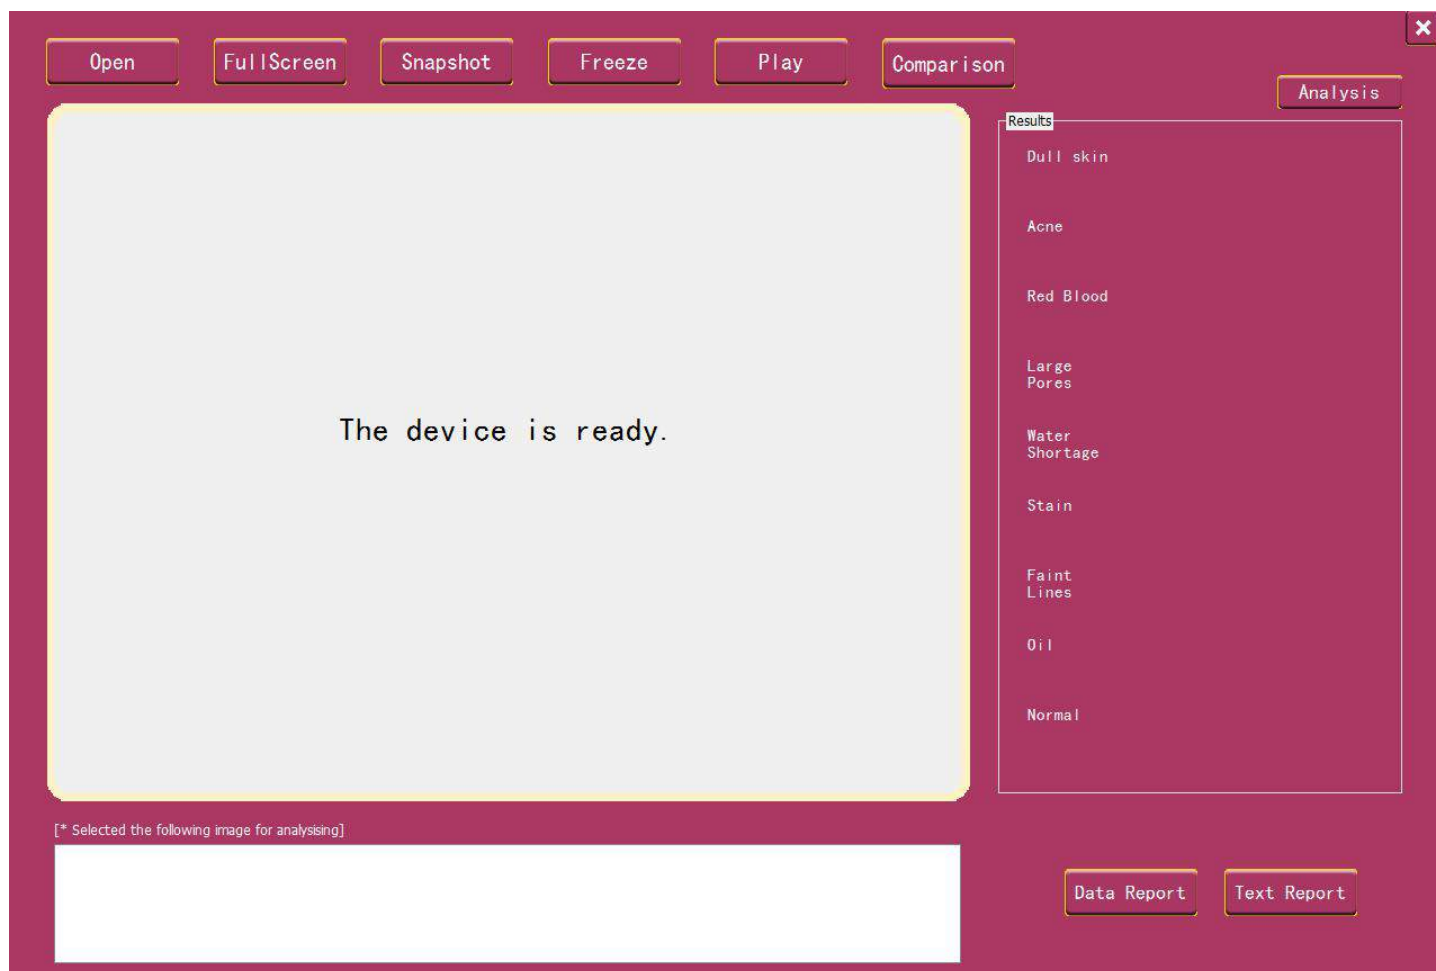 Open
FullScreen
Snapshot
Freeze
Play
Comparison
Analysis
Results
Dull skin
Acne
Red Blood
Large
Pores
Water
Shortage
Stain
Faint
Lines
Oil
Normal
The device is ready.
[* Selected the following image for analysising]
Data Report
Text Report